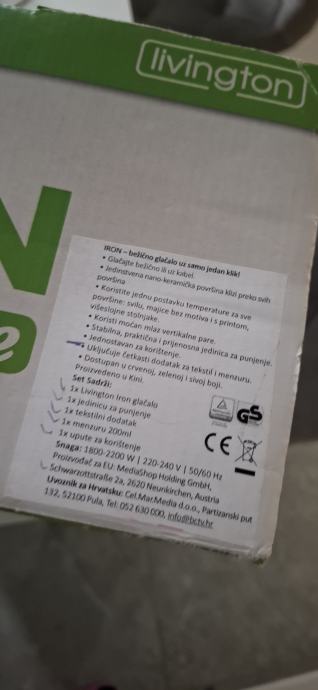 livington
N
e
IRON – bežično glačalo uz samo jedan klik!
• Glačajte bežično ili uz kabel.
• Jedinstvena nano-keramička površina klizi preko svih
površina
• Koristite jednu postavku temperature za sve
površine: svilu, majice bez motiva i s printom,
višeslojne stolnjake.
• Koristi moćan mlaz vertikalne pare.
• Stabilna, praktična i prijenosna jedinica za punjenje.
• Jednostavan za korištenje.
• Uključuje četkasti dodatak za tekstil i menzuru.
• Dostupan u crvenoj, zelenoj i sivoj boji.
Proizvedeno u Kini.
Set Sadrži:
1x Livington Iron glačalo
1x jedinicu za punjenje
1x tekstilni dodatak
1x menzuru 200ml
1x upute za korištenje
Snaga: 1800-2200 W | 220-240 V | 50/60 Hz
Proizvođač za EU: MediaShop Holding GmbH,
Schwarzottstraße 2a, 2620 Neunkirchen, Austria
Uvoznik za Hrvatsku: Cel.Mar.Media d.o.o., Partizanski put
132, 52100 Pula, Tel: 052 630 000, info@bctv.hr
GS
CE